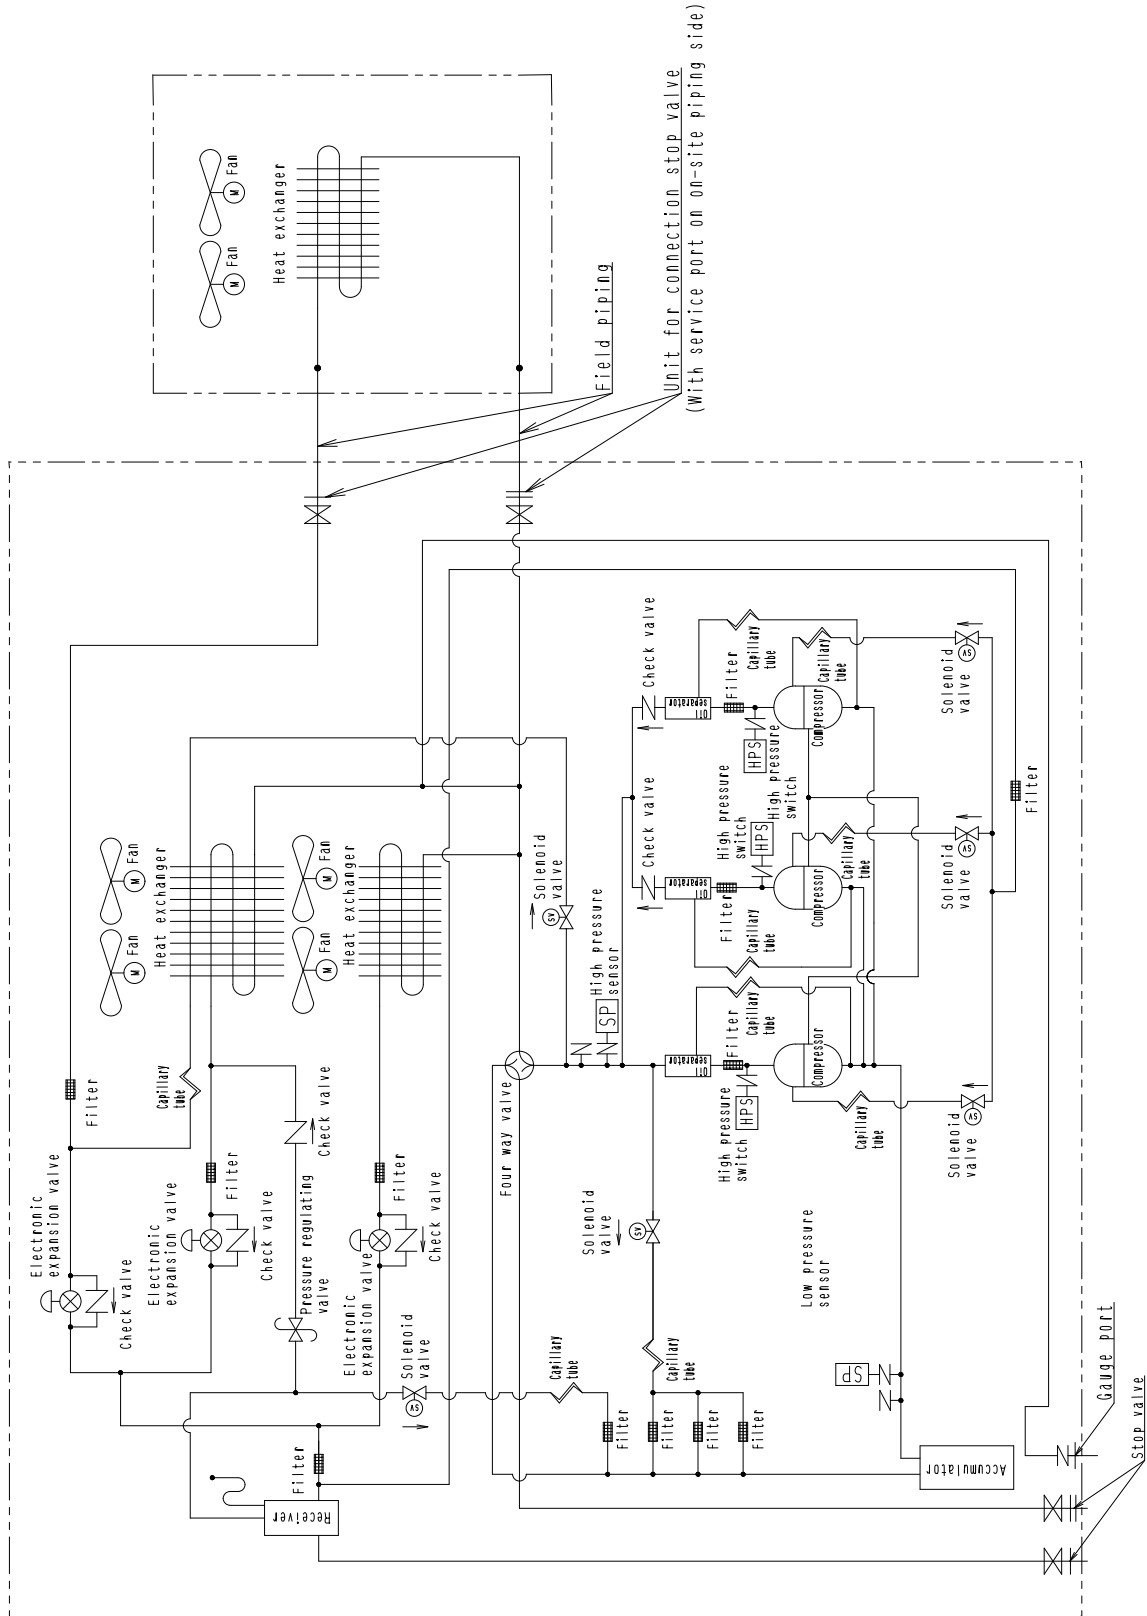 Unit for connection stop valve
(With service port on on-site piping side)
Field piping
M
Fan
M
Fan
Heat exchanger
M
Fan
M
Fan
Heat exchanger
M
Fan
M
Fan
Heat exchanger
Filter
Capillary
tube
Check valve
Electronic
expansion valve
Check valve
Electronic
expansion valve
Filter
Check valve
Pressure regulating
valve
Electronic
expansion valve
Filter
Check valve
Solenoid
valve
SV
Capillary
tube
Filter
Receiver
Four way valve
Solenoid
valve
SV
High pressure
sensor
SP
Check valve
Check valve
Oil
separator
Filter
Capillary
tube
Capillary
tube
Compressor
HPS
High pressure
switch
Oil
separator
Filter
Capillary
tube
Capillary
tube
Compressor
HPS
High pressure
switch
Oil
separator
Filter
Capillary
tube
Capillary
tube
Compressor
HPS
High pressure
switch
Solenoid
valve
SV
Solenoid
valve
SV
Solenoid
valve
SV
Filter
Solenoid
valve
SV
Capillary
tube
Filter
Filter
Filter
Filter
Low pressure
sensor
SP
Accumulator
Gauge port
Stop valve